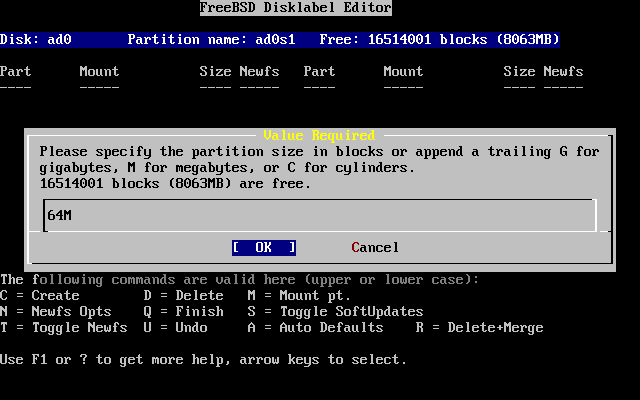 FreeBSD Disklabel Editor
Disk: ad0 Partition name: ad0s1 Free: 16514001 blocks (8063MB)
Part Mount Size Newfs Part Mount Size Newfs
---- ----- ---- ----- ---- ----- ---- -----
Value Required
Please specify the partition size in blocks or append a trailing G for
gigabytes, M for megabytes, or C for cylinders.
16514001 blocks (8063MB) are free.
64M
[ OK ] Cancel
The following commands are valid here (upper or lower case):
C = Create D = Delete M = Mount pt.
N = Newfs Opts Q = Finish S = Toggle SoftUpdates
T = Toggle Newfs U = Undo A = Auto Defaults R = Delete+Merge
Use F1 or ? to get more help, arrow keys to select.